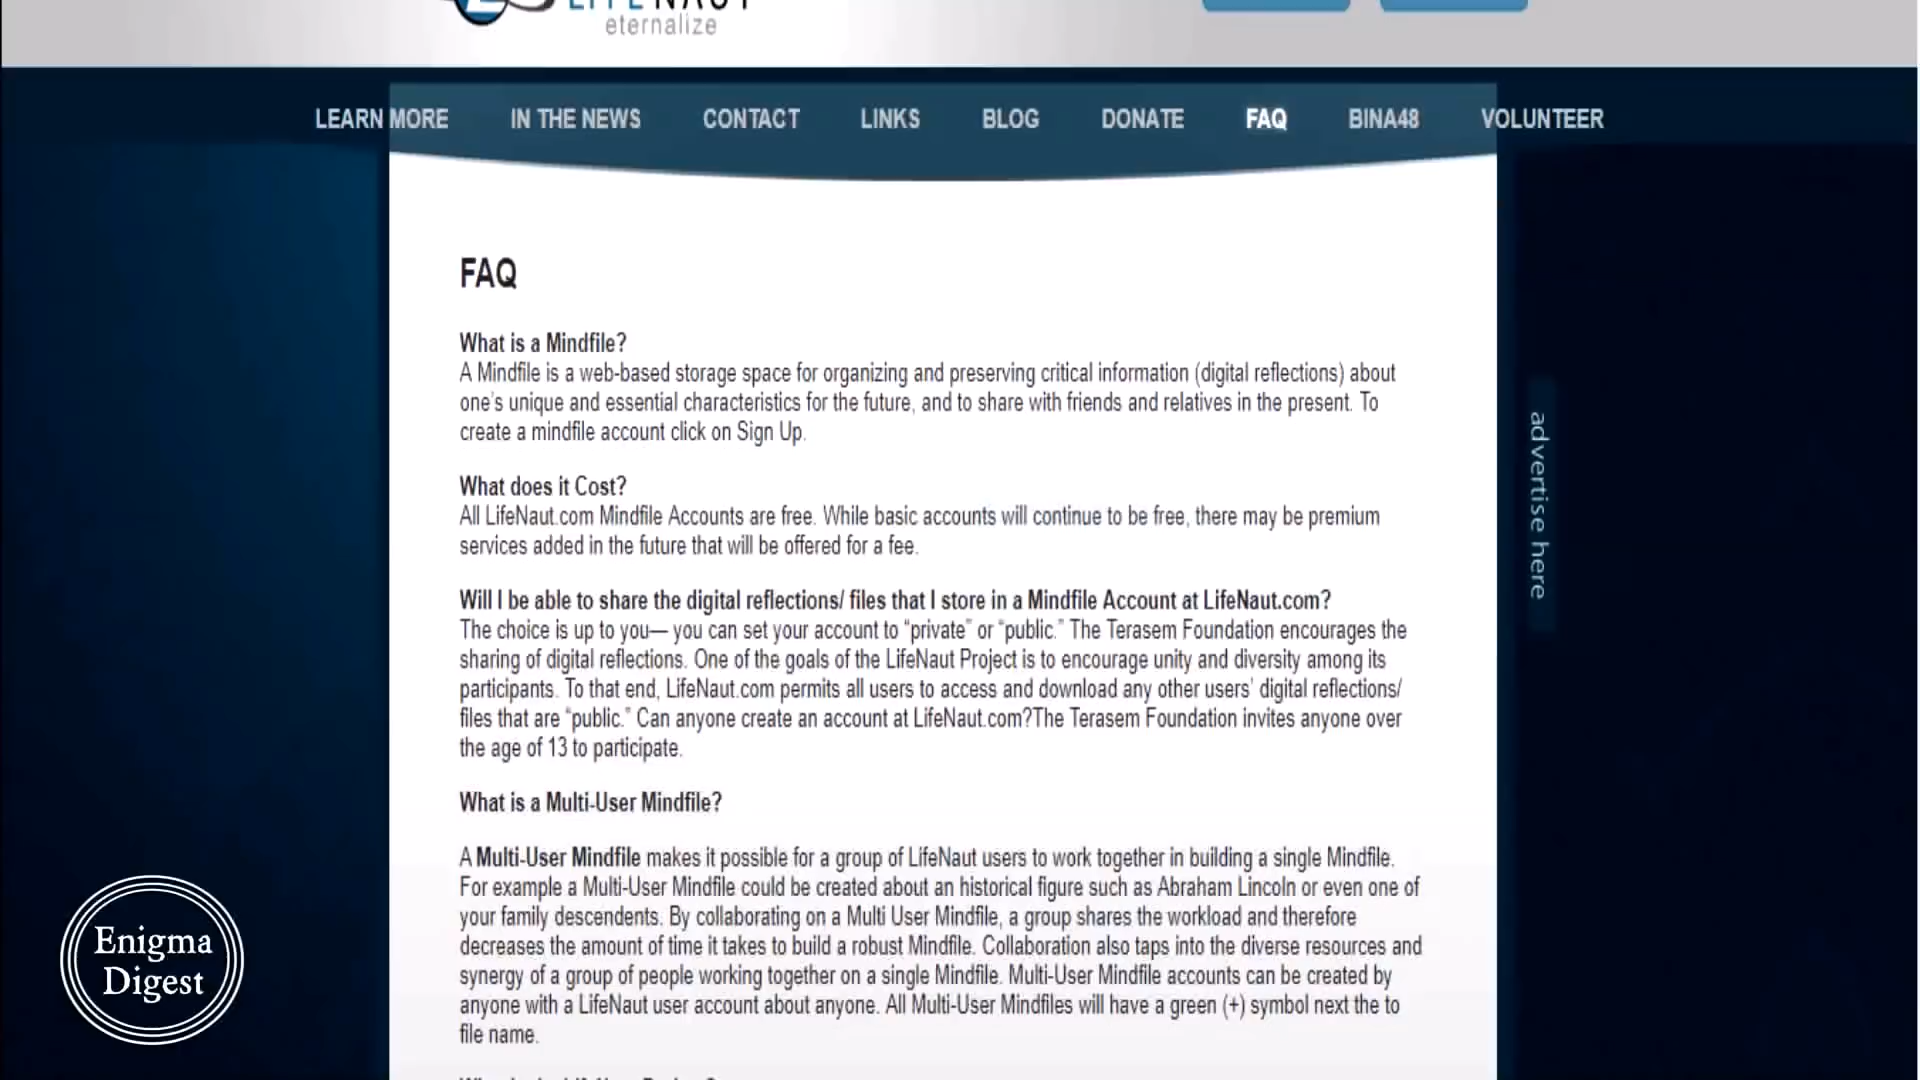 LIFENAUT
eternalize
LEARN MORE IN THE NEWS CONTACT LINKS BLOG DONATE FAQ BINA48 VOLUNTEER
FAQ
What is a Mindfile?
A Mindfile is a web-based storage space for organizing and preserving critical information (digital reflections) about
one's unique and essential characteristics for the future, and to share with friends and relatives in the present. To
create a mindfile account click on Sign Up.
What does it Cost?
All LifeNaut.com Mindfile Accounts are free. While basic accounts will continue to be free, there may be premium
services added in the future that will be offered for a fee.
Will I be able to share the digital reflections/ files that I store in a Mindfile Account at LifeNaut.com?
The choice is up to you— you can set your account to “private” or “public.” The Terasem Foundation encourages the
sharing of digital reflections. One of the goals of the LifeNaut Project is to encourage unity and diversity among its
participants. To that end, LifeNaut.com permits all users to access and download any other users’ digital reflections/
files that are “public.” Can anyone create an account at LifeNaut.com?The Terasem Foundation invites anyone over
the age of 13 to participate.
What is a Multi-User Mindfile?
A Multi-User Mindfile makes it possible for a group of LifeNaut users to work together in building a single Mindfile.
For example a Multi-User Mindfile could be created about an historical figure such as Abraham Lincoln or even one of
your family descendents. By collaborating on a Multi User Mindfile, a group shares the workload and therefore
decreases the amount of time it takes to build a robust Mindfile. Collaboration also taps into the diverse resources and
synergy of a group of people working together on a single Mindfile. Multi-User Mindfile accounts can be created by
anyone with a LifeNaut user account about anyone. All Multi-User Mindfiles will have a green (+) symbol next the to
file name.
advertise here
Enigma
Digest